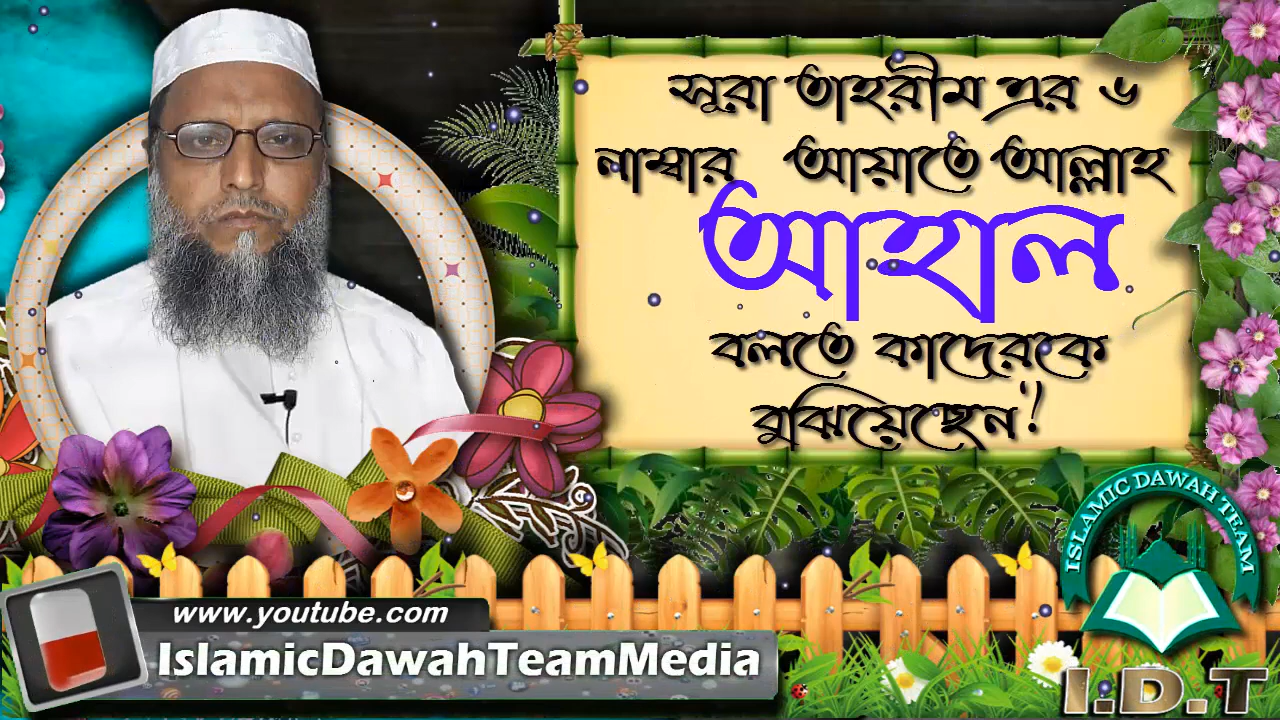 সূরা তাহরীম এর ৬
নাম্বার আয়াতে আল্লাহ
আহাল
বলতে কাদেরকে
বুঝিয়েছেন!
ISLAMIC DAWAH TEAM
I.D.T
www.youtube.com
IslamicDawahTeamMedia